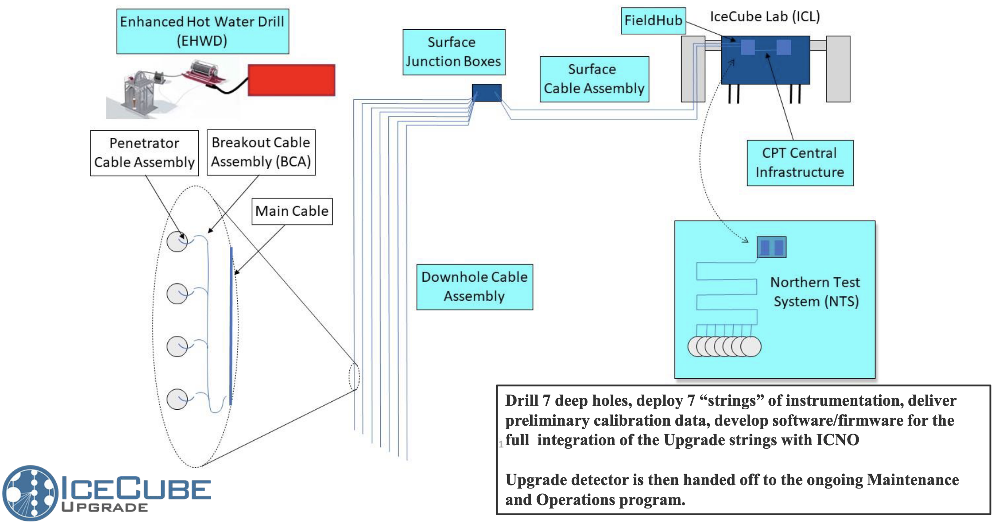 Enhanced Hot Water Drill
(EHWD)
Surface
Junction Boxes
Surface
Cable Assembly
FieldHub
IceCube Lab (ICL)
Penetrator
Cable Assembly
Breakout Cable
Assembly (BCA)
Main Cable
CPT Central
Infrastructure
Downhole Cable
Assembly
Northern Test
System (NTS)
Drill 7 deep holes, deploy 7 “strings” of instrumentation, deliver
preliminary calibration data, develop software/firmware for the
full  integration of the Upgrade strings with ICNO
1
Upgrade detector is then handed off to the ongoing Maintenance
and Operations program.
ICECUBE
UPGRADE